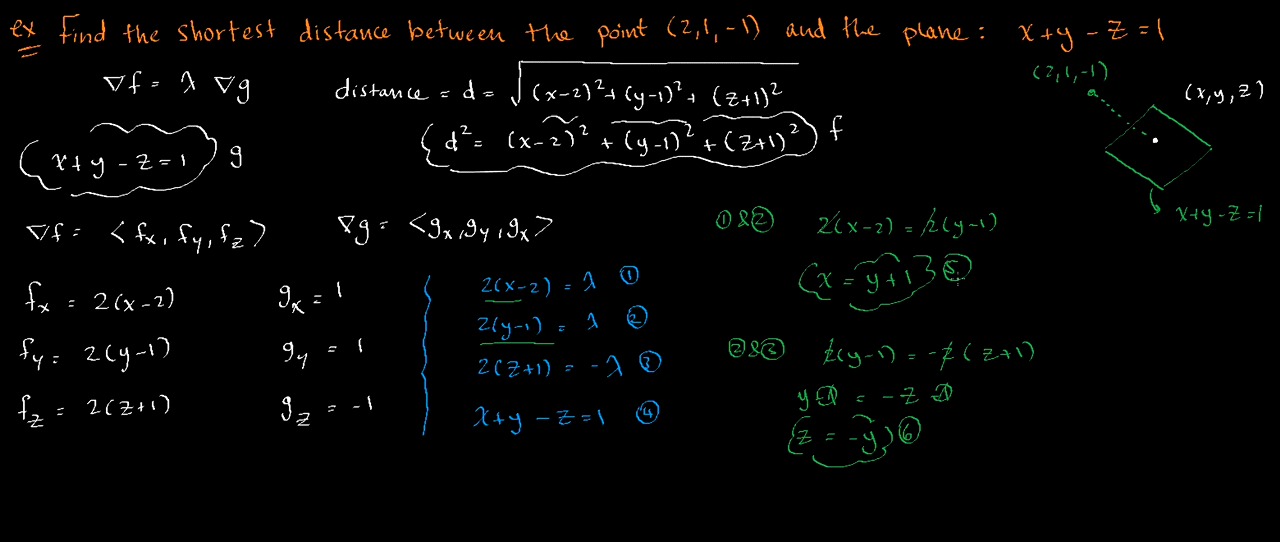 ex Find the shortest distance between the point (2,1,-1) and the plane: x+y-z=1
∇f = λ ∇g
distance = d = √(x-2)²+(y-1)²+(z+1)²
(2,1,-1)
(x,y,z)
x+y-z=1 g
d² = (x-2)² + (y-1)² + (z+1)² f
x+y-z=1
∇f = <fx, fy, fz>
∇g = <gx, gy, gx>
fx = 2(x-2)
gx = 1
fy = 2(y-1)
gy = 1
fz = 2(z+1)
gz = -1
2(x-2) = λ ①
2(y-1) = λ ②
2(z+1) = -λ ③
x+y-z=1 ④
①&② 2(x-2) = 2(y-1)
x = y+1 ⑤
②&③ 2(y-1) = -2(z+1)
y-1 = -z-1
z = -y ⑥